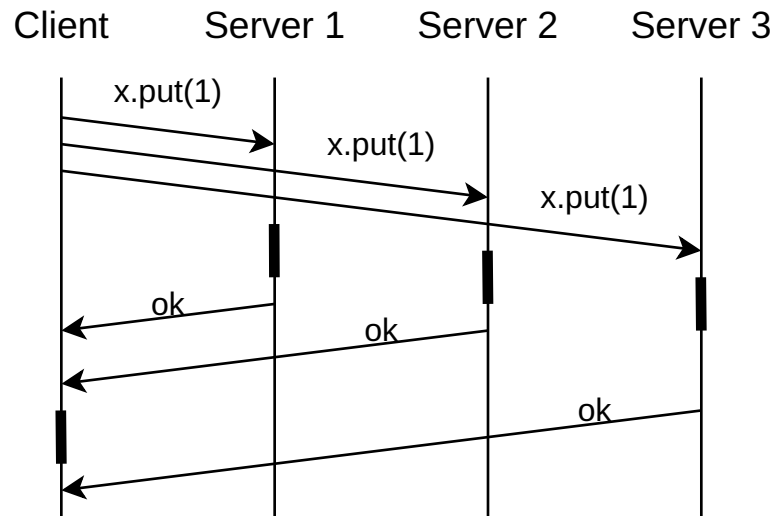 Client Server 1 Server 2 Server 3
x.put(1)
x.put(1)
x.put(1)
ok
ok
ok